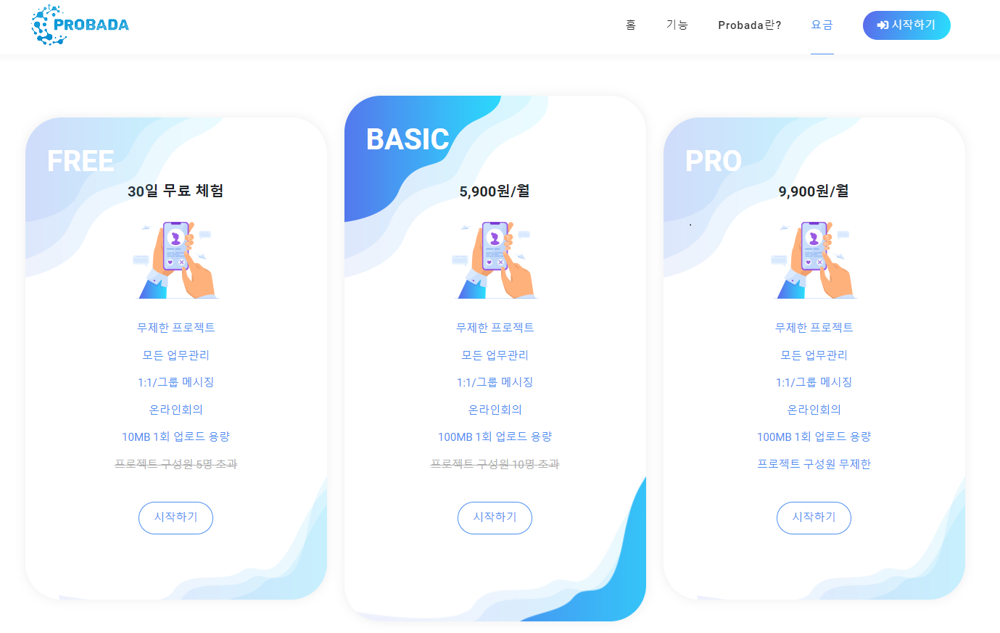 PROBADA
홈
기능
Probada란?
요금
시작하기
FREE
30일 무료 체험
무제한 프로젝트
모든 업무관리
1:1/그룹 메시징
온라인회의
10MB 1회 업로드 용량
프로젝트 구성원 5명 초과
시작하기
BASIC
5,900원/월
무제한 프로젝트
모든 업무관리
1:1/그룹 메시징
온라인회의
100MB 1회 업로드 용량
프로젝트 구성원 10명 초과
시작하기
PRO
9,900원/월
무제한 프로젝트
모든 업무관리
1:1/그룹 메시징
온라인회의
100MB 1회 업로드 용량
프로젝트 구성원 무제한
시작하기